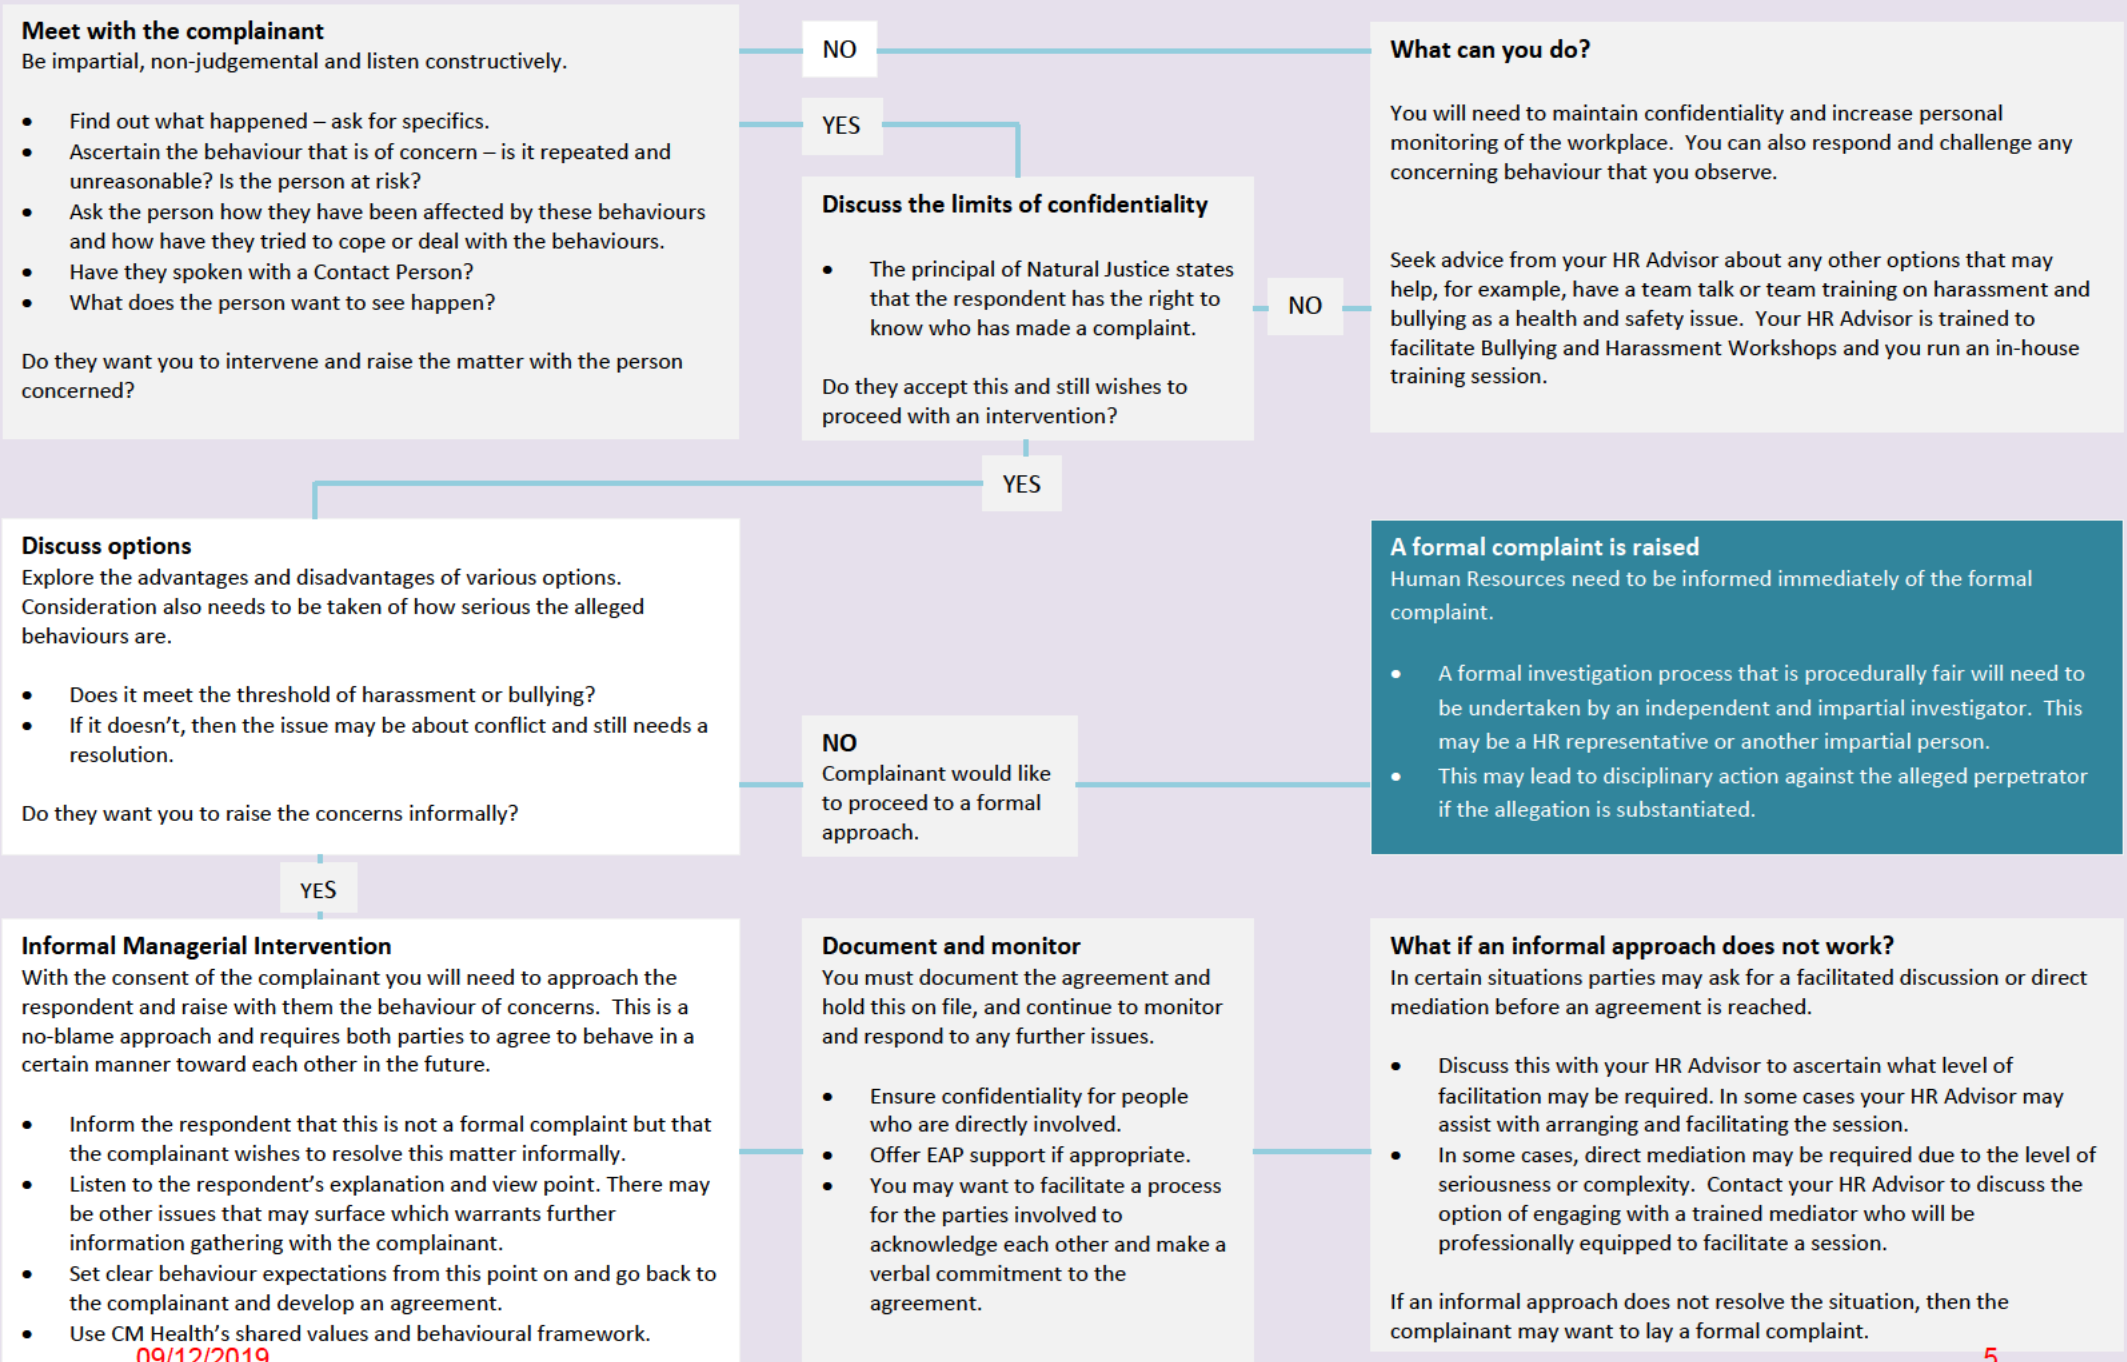 Meet with the complainant
Be impartial, non-judgemental and listen constructively.
• Find out what happened – ask for specifics.
• Ascertain the behaviour that is of concern – is it repeated and
unreasonable? Is the person at risk?
• Ask the person how they have been affected by these behaviours
and how have they tried to cope or deal with the behaviours.
• Have they spoken with a Contact Person?
• What does the person want to see happen?
Do they want you to intervene and raise the matter with the person
concerned?
NO
YES
Discuss the limits of confidentiality
• The principal of Natural Justice states
that the respondent has the right to
know who has made a complaint.
Do they accept this and still wishes to
proceed with an intervention?
NO
What can you do?
You will need to maintain confidentiality and increase personal
monitoring of the workplace.  You can also respond and challenge any
concerning behaviour that you observe.
Seek advice from your HR Advisor about any other options that may
help, for example, have a team talk or team training on harassment and
bullying as a health and safety issue.  Your HR Advisor is trained to
facilitate Bullying and Harassment Workshops and you run an in-house
training session.
YES
Discuss options
Explore the advantages and disadvantages of various options.
Consideration also needs to be taken of how serious the alleged
behaviours are.
• Does it meet the threshold of harassment or bullying?
• If it doesn’t, then the issue may be about conflict and still needs a
resolution.
Do they want you to raise the concerns informally?
NO
Complainant would like
to proceed to a formal
approach.
A formal complaint is raised
Human Resources need to be informed immediately of the formal
complaint.
• A formal investigation process that is procedurally fair will need to
be undertaken by an independent and impartial investigator.  This
may be a HR representative or another impartial person.
• This may lead to disciplinary action against the alleged perpetrator
if the allegation is substantiated.
YES
Informal Managerial Intervention
With the consent of the complainant you will need to approach the
respondent and raise with them the behaviour of concerns.  This is a
no-blame approach and requires both parties to agree to behave in a
certain manner toward each other in the future.
• Inform the respondent that this is not a formal complaint but that
the complainant wishes to resolve this matter informally.
• Listen to the respondent’s explanation and view point. There may
be other issues that may surface which warrants further
information gathering with the complainant.
• Set clear behaviour expectations from this point on and go back to
the complainant and develop an agreement.
• Use CM Health’s shared values and behavioural framework.
Document and monitor
You must document the agreement and
hold this on file, and continue to monitor
and respond to any further issues.
• Ensure confidentiality for people
who are directly involved.
• Offer EAP support if appropriate.
• You may want to facilitate a process
for the parties involved to
acknowledge each other and make a
verbal commitment to the
agreement.
What if an informal approach does not work?
In certain situations parties may ask for a facilitated discussion or direct
mediation before an agreement is reached.
• Discuss this with your HR Advisor to ascertain what level of
facilitation may be required. In some cases your HR Advisor may
assist with arranging and facilitating the session.
• In some cases, direct mediation may be required due to the level of
seriousness or complexity.  Contact your HR Advisor to discuss the
option of engaging with a trained mediator who will be
professionally equipped to facilitate a session.
If an informal approach does not resolve the situation, then the
complainant may want to lay a formal complaint.
09/12/2019
5